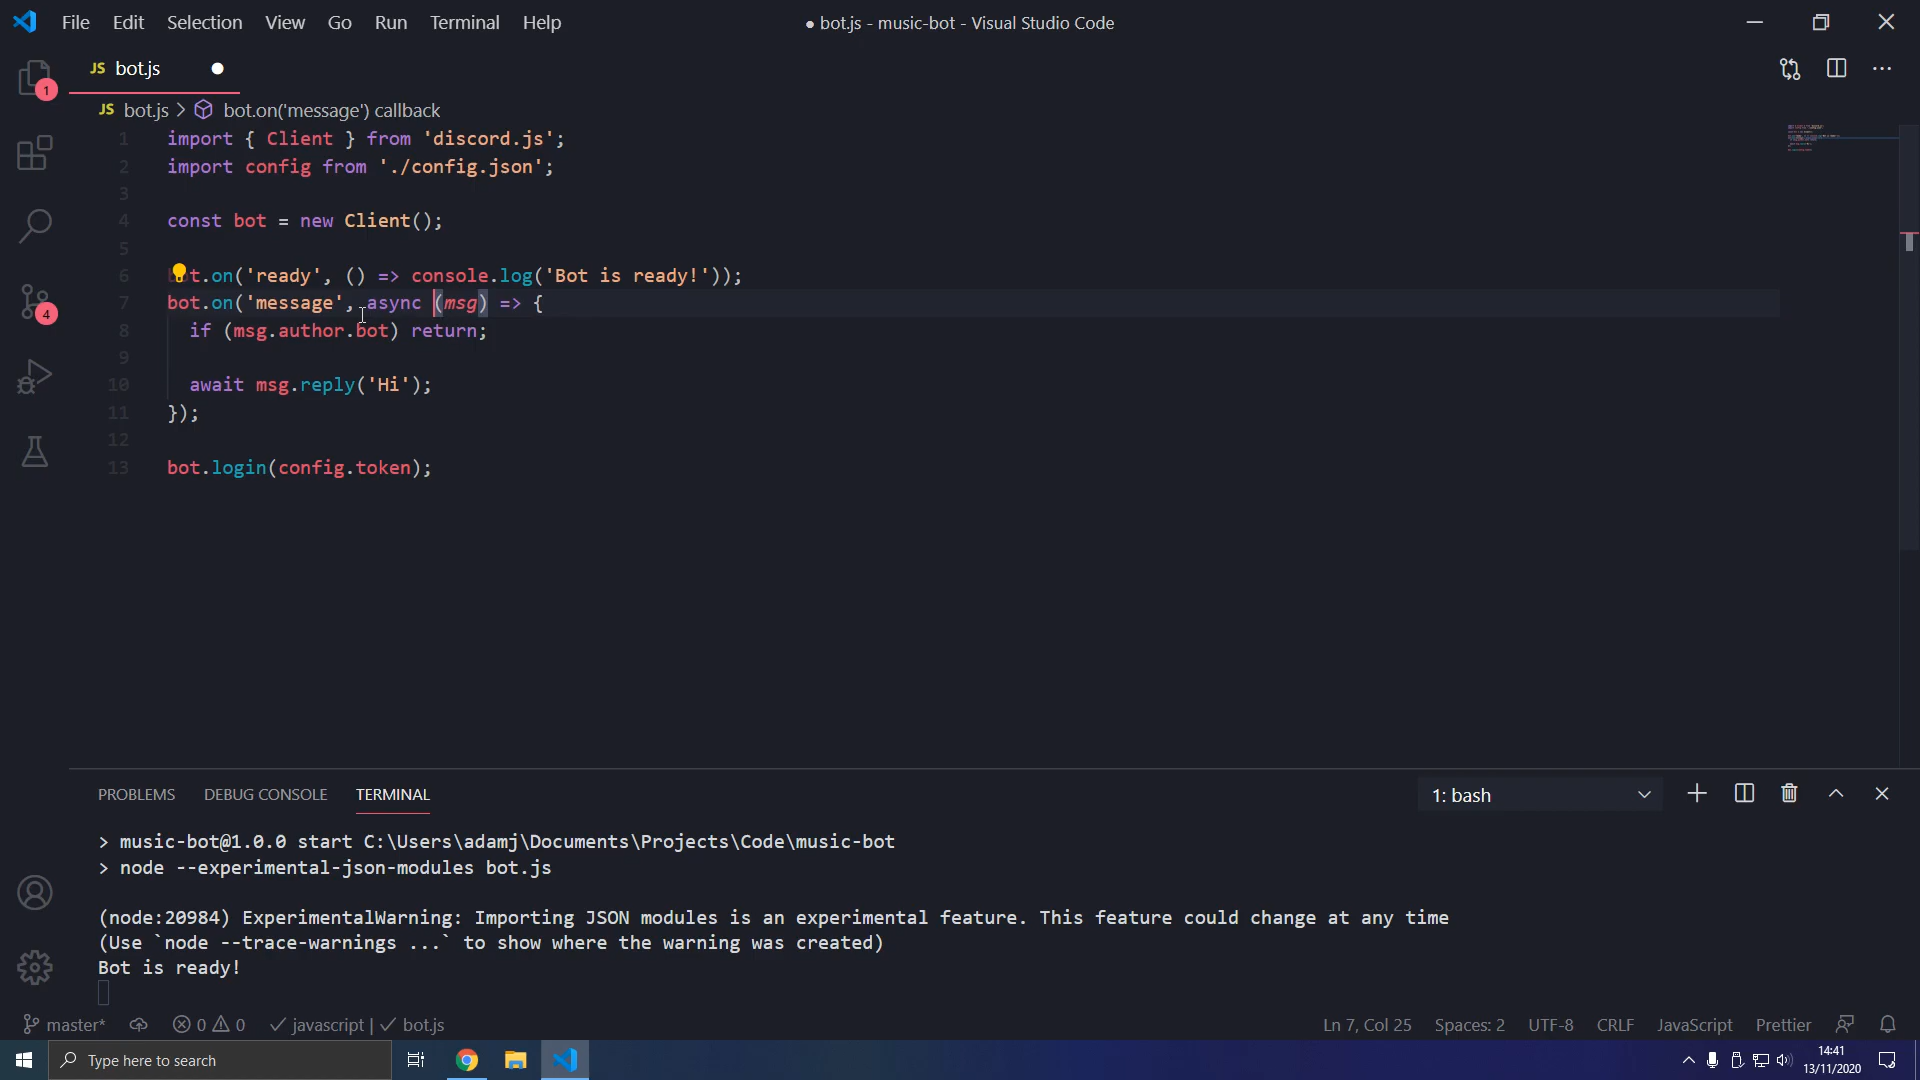 File Edit Selection View Go Run Terminal Help
● bot.js - music-bot - Visual Studio Code
JS bot.js
1
JS bot.js > bot.on('message') callback
1 import { Client } from 'discord.js';
2 import config from './config.json';
3
4 const bot = new Client();
5
6 bot.on('ready', () => console.log('Bot is ready!'));
7 bot.on('message', async (msg) => {
4
8 if (msg.author.bot) return;
9
10 await msg.reply('Hi');
11 });
12
13 bot.login(config.token);
PROBLEMS DEBUG CONSOLE TERMINAL
1: bash
> music-bot@1.0.0 start C:\Users\adamj\Documents\Projects\Code\music-bot
> node --experimental-json-modules bot.js
(node:20984) ExperimentalWarning: Importing JSON modules is an experimental feature. This feature could change at any time
(Use `node --trace-warnings ...` to show where the warning was created)
Bot is ready!
master* 0 0 javascript | bot.js
Ln 7, Col 25 Spaces: 2 UTF-8 CRLF JavaScript Prettier
Type here to search
14:41
13/11/2020